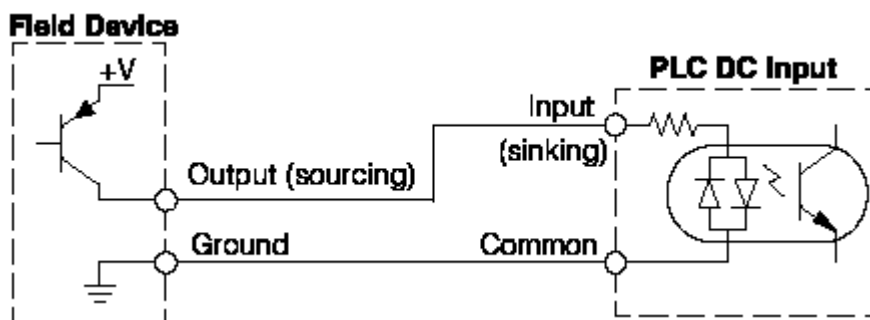 Field Device
+V
PLC DC Input
Input
(sinking)
Output (sourcing)
Ground
Common